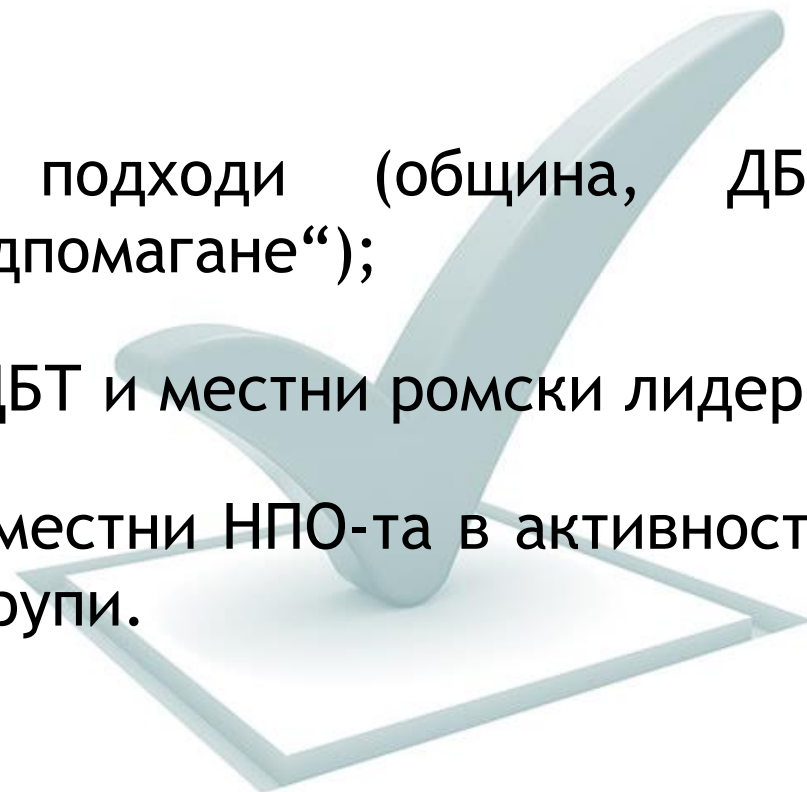 подходи (община, ДБ
дпомагане“);
ДБТ и местни ромски лидер
местни НПО-та в активност
рупи.